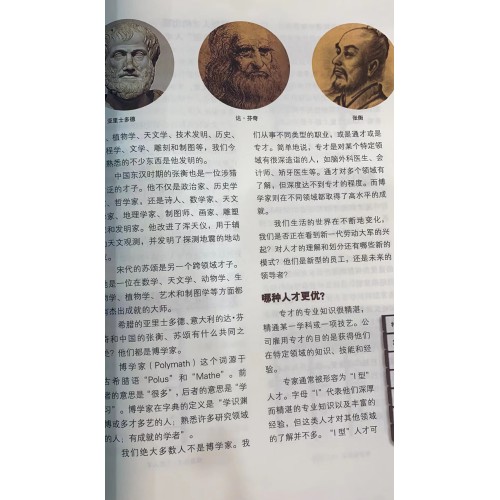 亚里士多德
达·芬奇
张衡
、植物学、天文学、技术发明、历史、
程学、文学、雕刻和制图等，我们今
熟悉的不少东西是他发明。
中国东汉时期的张衡也是一位涉猎
泛的才子。他不仅是政治家、历史学
、哲学家，还是诗人、数学家、天文
家、地理学家、制图师、画家、雕塑
和发明家。他改进了浑天仪，用于辅
天文观测，并发明了探测地震的地动
宋代的苏颂是另一个跨领域才子。
是一位在数学、天文学、动物学、生
学、植物学、艺术和制图学等方面都
杰出成就的大师。
希腊的亚里士多德、意大利的达·芬
和中国的张衡、苏颂有什么共同之
处？他们都是博学家。
博学家（Polymath）这个词源于
古希腊语“Polus”和“Mathe”。前
者的意思是“很多”，后者的意思是“学
习”。博学家在字典的定义是“学识渊
博或多才多艺的人；熟悉许多研究领域
的人；有成就的学者”。
我们绝大多数人不是博学家。我
们从事不同类型的职业，或是通才或是
专才。简单地说，专才是对某个特定领
域有很深造诣的人，如脑外科医生、会
计师、矫牙医生等。通才对多个领域有
了解，但深度达不到专才的程度。而博
学家则在不同领域都取得了高水平的成
就。
我们生活的世界在不断地变化，
我们是否正在看到新一代劳动大军的兴
起？对人才的理解和划分还有哪些新的
模式？他们是新型的员工，还是未来的
领导者？
哪种人才更优？
专才的专业知识很精湛，
精通某一学科或一项技艺。公
司雇用专才的目的是获得他们
在特定领域的知识、技能和经
验。
专家通常被形容为“I 型”
人才。字母“I”代表他们深厚
而精湛的专业知识以及丰富的
经验，但这类人才对其他领域
的了解并不多。“I型”人才可